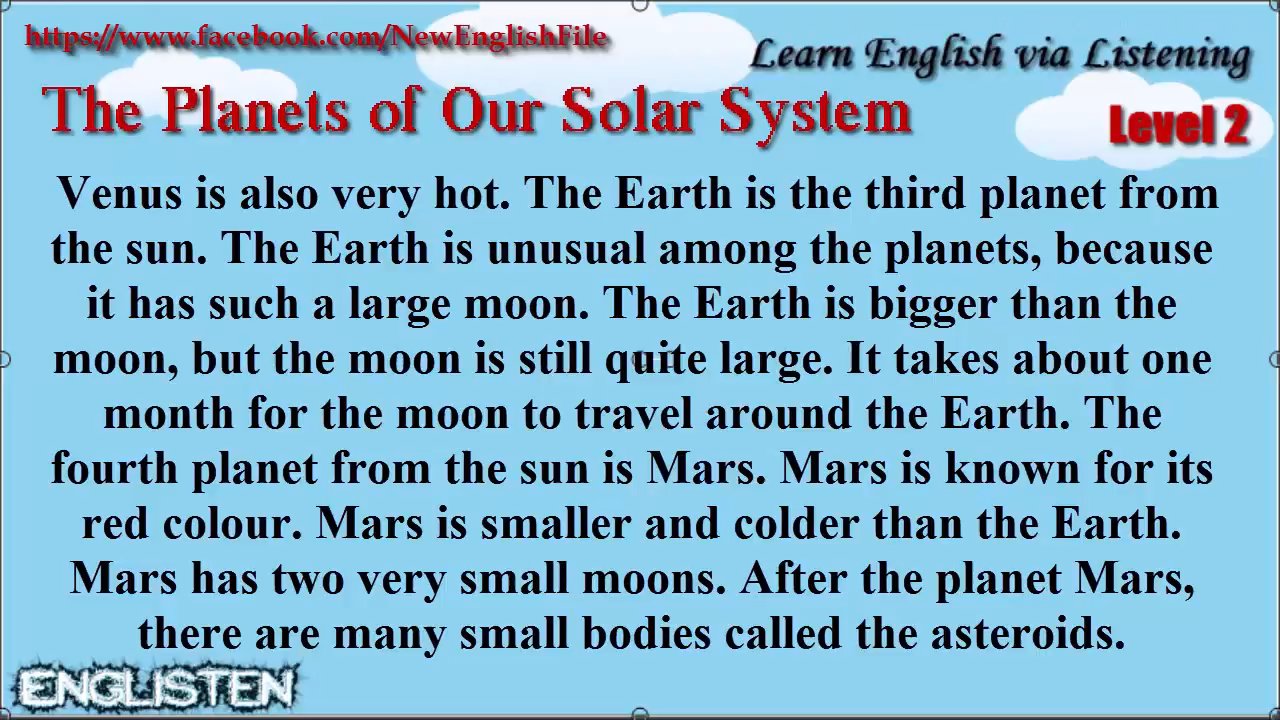 https://www.facebook.com/NewEnglishFile
Learn English via Listening
The Planets of Our Solar System
Level 2
Venus is also very hot. The Earth is the third planet from
the sun. The Earth is unusual among the planets, because
it has such a large moon. The Earth is bigger than the
moon, but the moon is still quite large. It takes about one
month for the moon to travel around the Earth. The
fourth planet from the sun is Mars. Mars is known for its
red colour. Mars is smaller and colder than the Earth.
Mars has two very small moons. After the planet Mars,
there are many small bodies called the asteroids.
ENGLISTEN